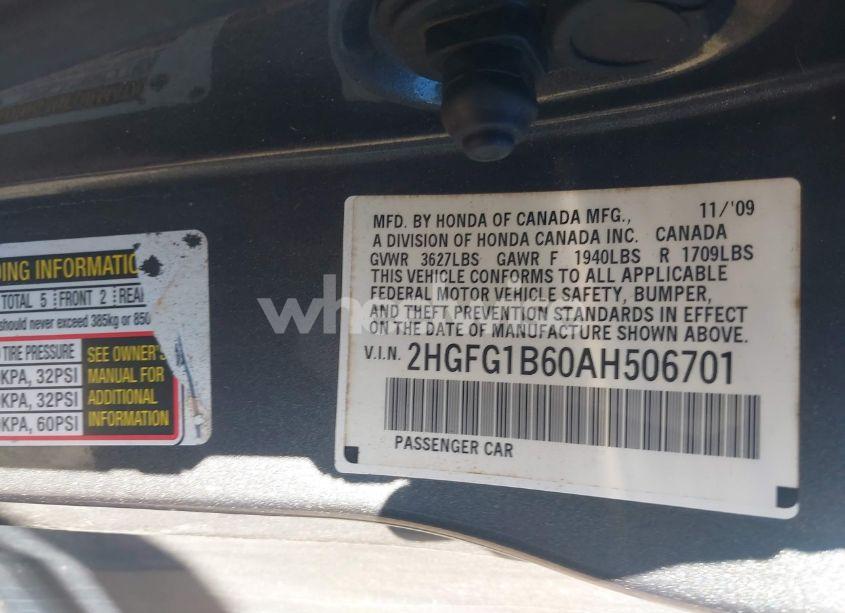 MFD. BY HONDA OF CANADA MFG., 11/'09
A DIVISION OF HONDA CANADA INC. CANADA
GVWR 3627LBS GAWR F 1940LBS R 1709LBS
THIS VEHICLE CONFORMS TO ALL APPLICABLE
FEDERAL MOTOR VEHICLE SAFETY, BUMPER,
AND THEFT PREVENTION STANDARDS IN EFFECT
ON THE DATE OF MANUFACTURE SHOWN ABOVE.
V.I.N. 2HGFG1B60AH506701
PASSENGER CAR
DING INFORMATIO
TOTAL 5 FRONT 2 REAR
should never exceed 385kg or 850
TIRE PRESSURE
KPA, 32PSI
KPA, 32PSI
KPA, 60PSI
SEE OWNER'S
MANUAL FOR
ADDITIONAL
INFORMATION